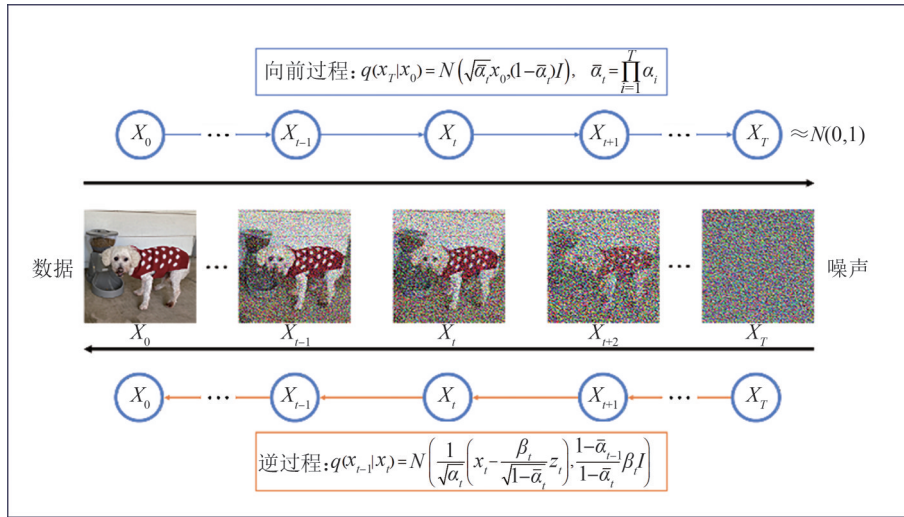 向前过程: q(x_T|x_0)=N(√ᾱ_t x_0,(1-ᾱ_t)I), ᾱ_t=∏_{i=1}^{T} α_i
X_0 ··· X_{t-1} X_t X_{t+1} ··· X_T ≈N(0,1)
数据 ··· ··· 噪声
X_0 X_{t-1} X_t X_{t+2} X_T
X_0 ··· X_{t-1} X_t X_{t+1} ··· X_T
逆过程: q(x_{t-1}|x_t)=N(1/√α_t (x_t-β_t/√(1-ᾱ_t) z_t), (1-ᾱ_{t-1})/(1-ᾱ_t) β_t I)